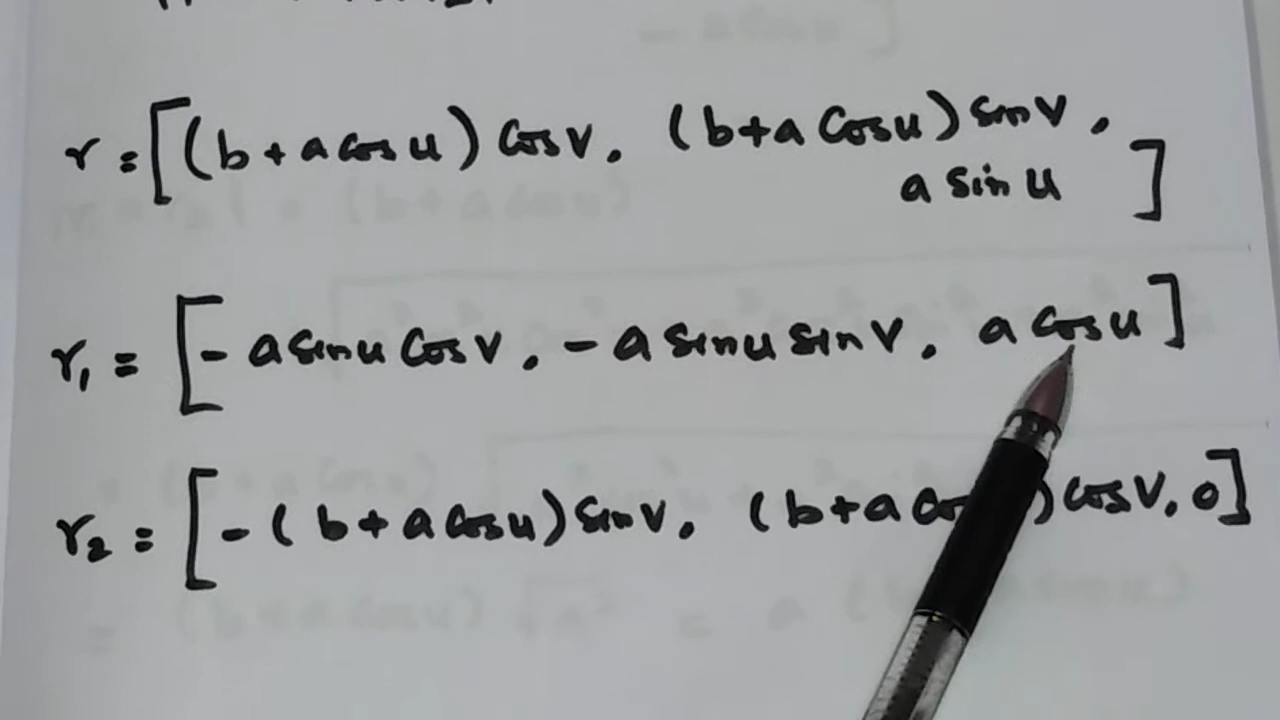 r = [(b + a cos u) cos v, (b + a cos u) sin v,
a sin u ]
r₁ = [- a sin u cos v, - a sin u sin v, a cos u]
r₂ = [- (b + a cos u) sin v, (b + a cos ) cos v, 0]